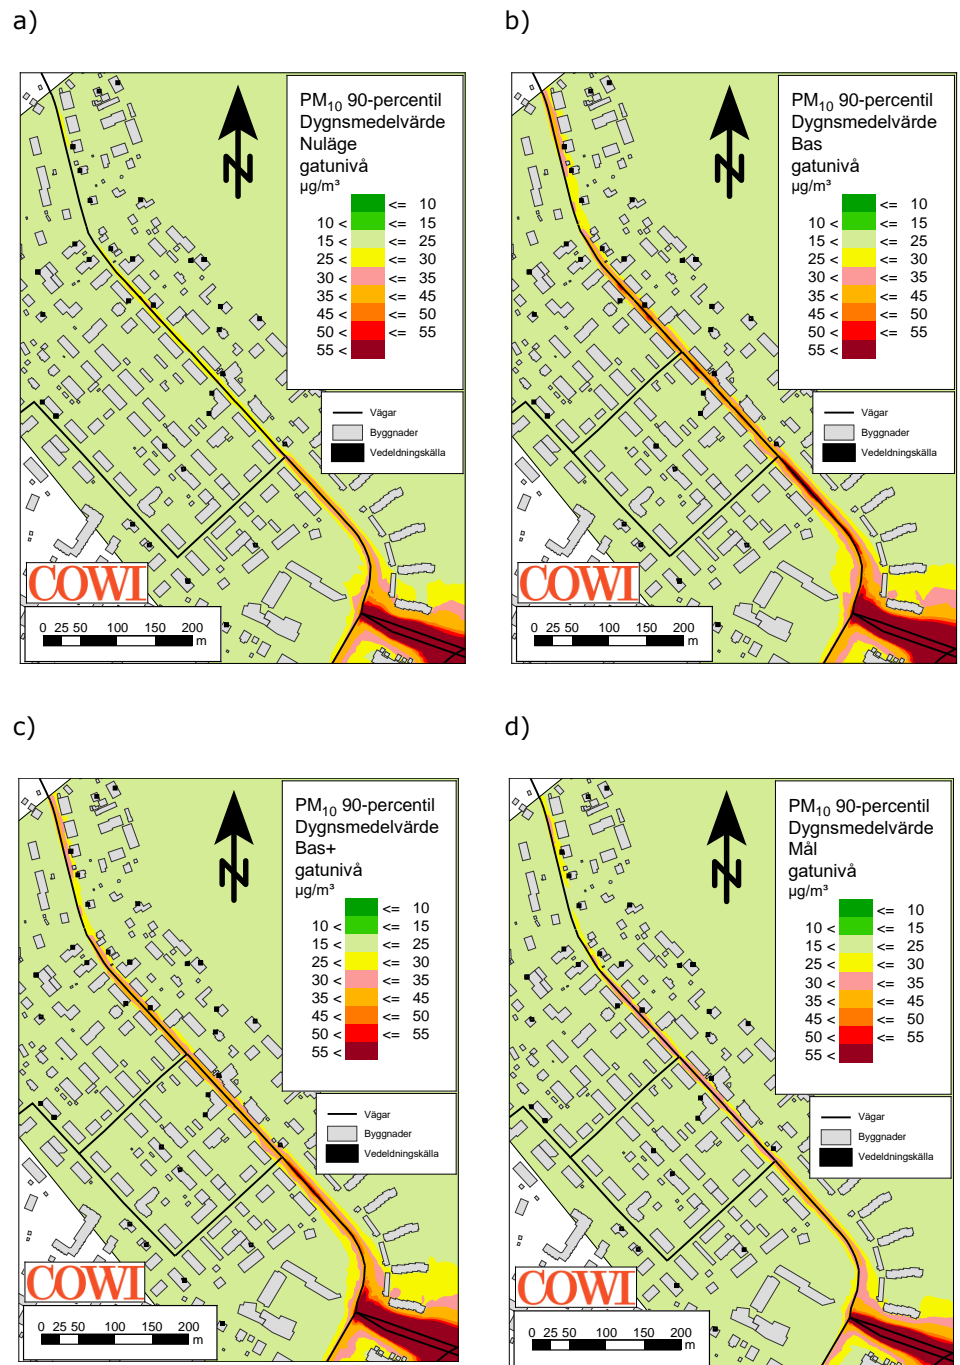 a)
PM10 90-percentil
Dygnsmedelvärde
Nuläge
gatunivå
µg/m³
<= 10
10 < <= 15
15 < <= 25
25 < <= 30
30 < <= 35
35 < <= 45
45 < <= 50
50 < <= 55
55 <
Vägar
Byggnader
Vedeldningskälla
N
COWI
0 25 50 100 150 200
m
b)
PM10 90-percentil
Dygnsmedelvärde
Bas
gatunivå
µg/m³
<= 10
10 < <= 15
15 < <= 25
25 < <= 30
30 < <= 35
35 < <= 45
45 < <= 50
50 < <= 55
55 <
Vägar
Byggnader
Vedeldningskälla
N
COWI
0 25 50 100 150 200
m
c)
PM10 90-percentil
Dygnsmedelvärde
Bas+
gatunivå
µg/m³
<= 10
10 < <= 15
15 < <= 25
25 < <= 30
30 < <= 35
35 < <= 45
45 < <= 50
50 < <= 55
55 <
Vägar
Byggnader
Vedeldningskälla
N
COWI
0 25 50 100 150 200
m
d)
PM10 90-percentil
Dygnsmedelvärde
Mål
gatunivå
µg/m³
<= 10
10 < <= 15
15 < <= 25
25 < <= 30
30 < <= 35
35 < <= 45
45 < <= 50
50 < <= 55
55 <
Vägar
Byggnader
Vedeldningskälla
N
COWI
0 25 50 100 150 200
m